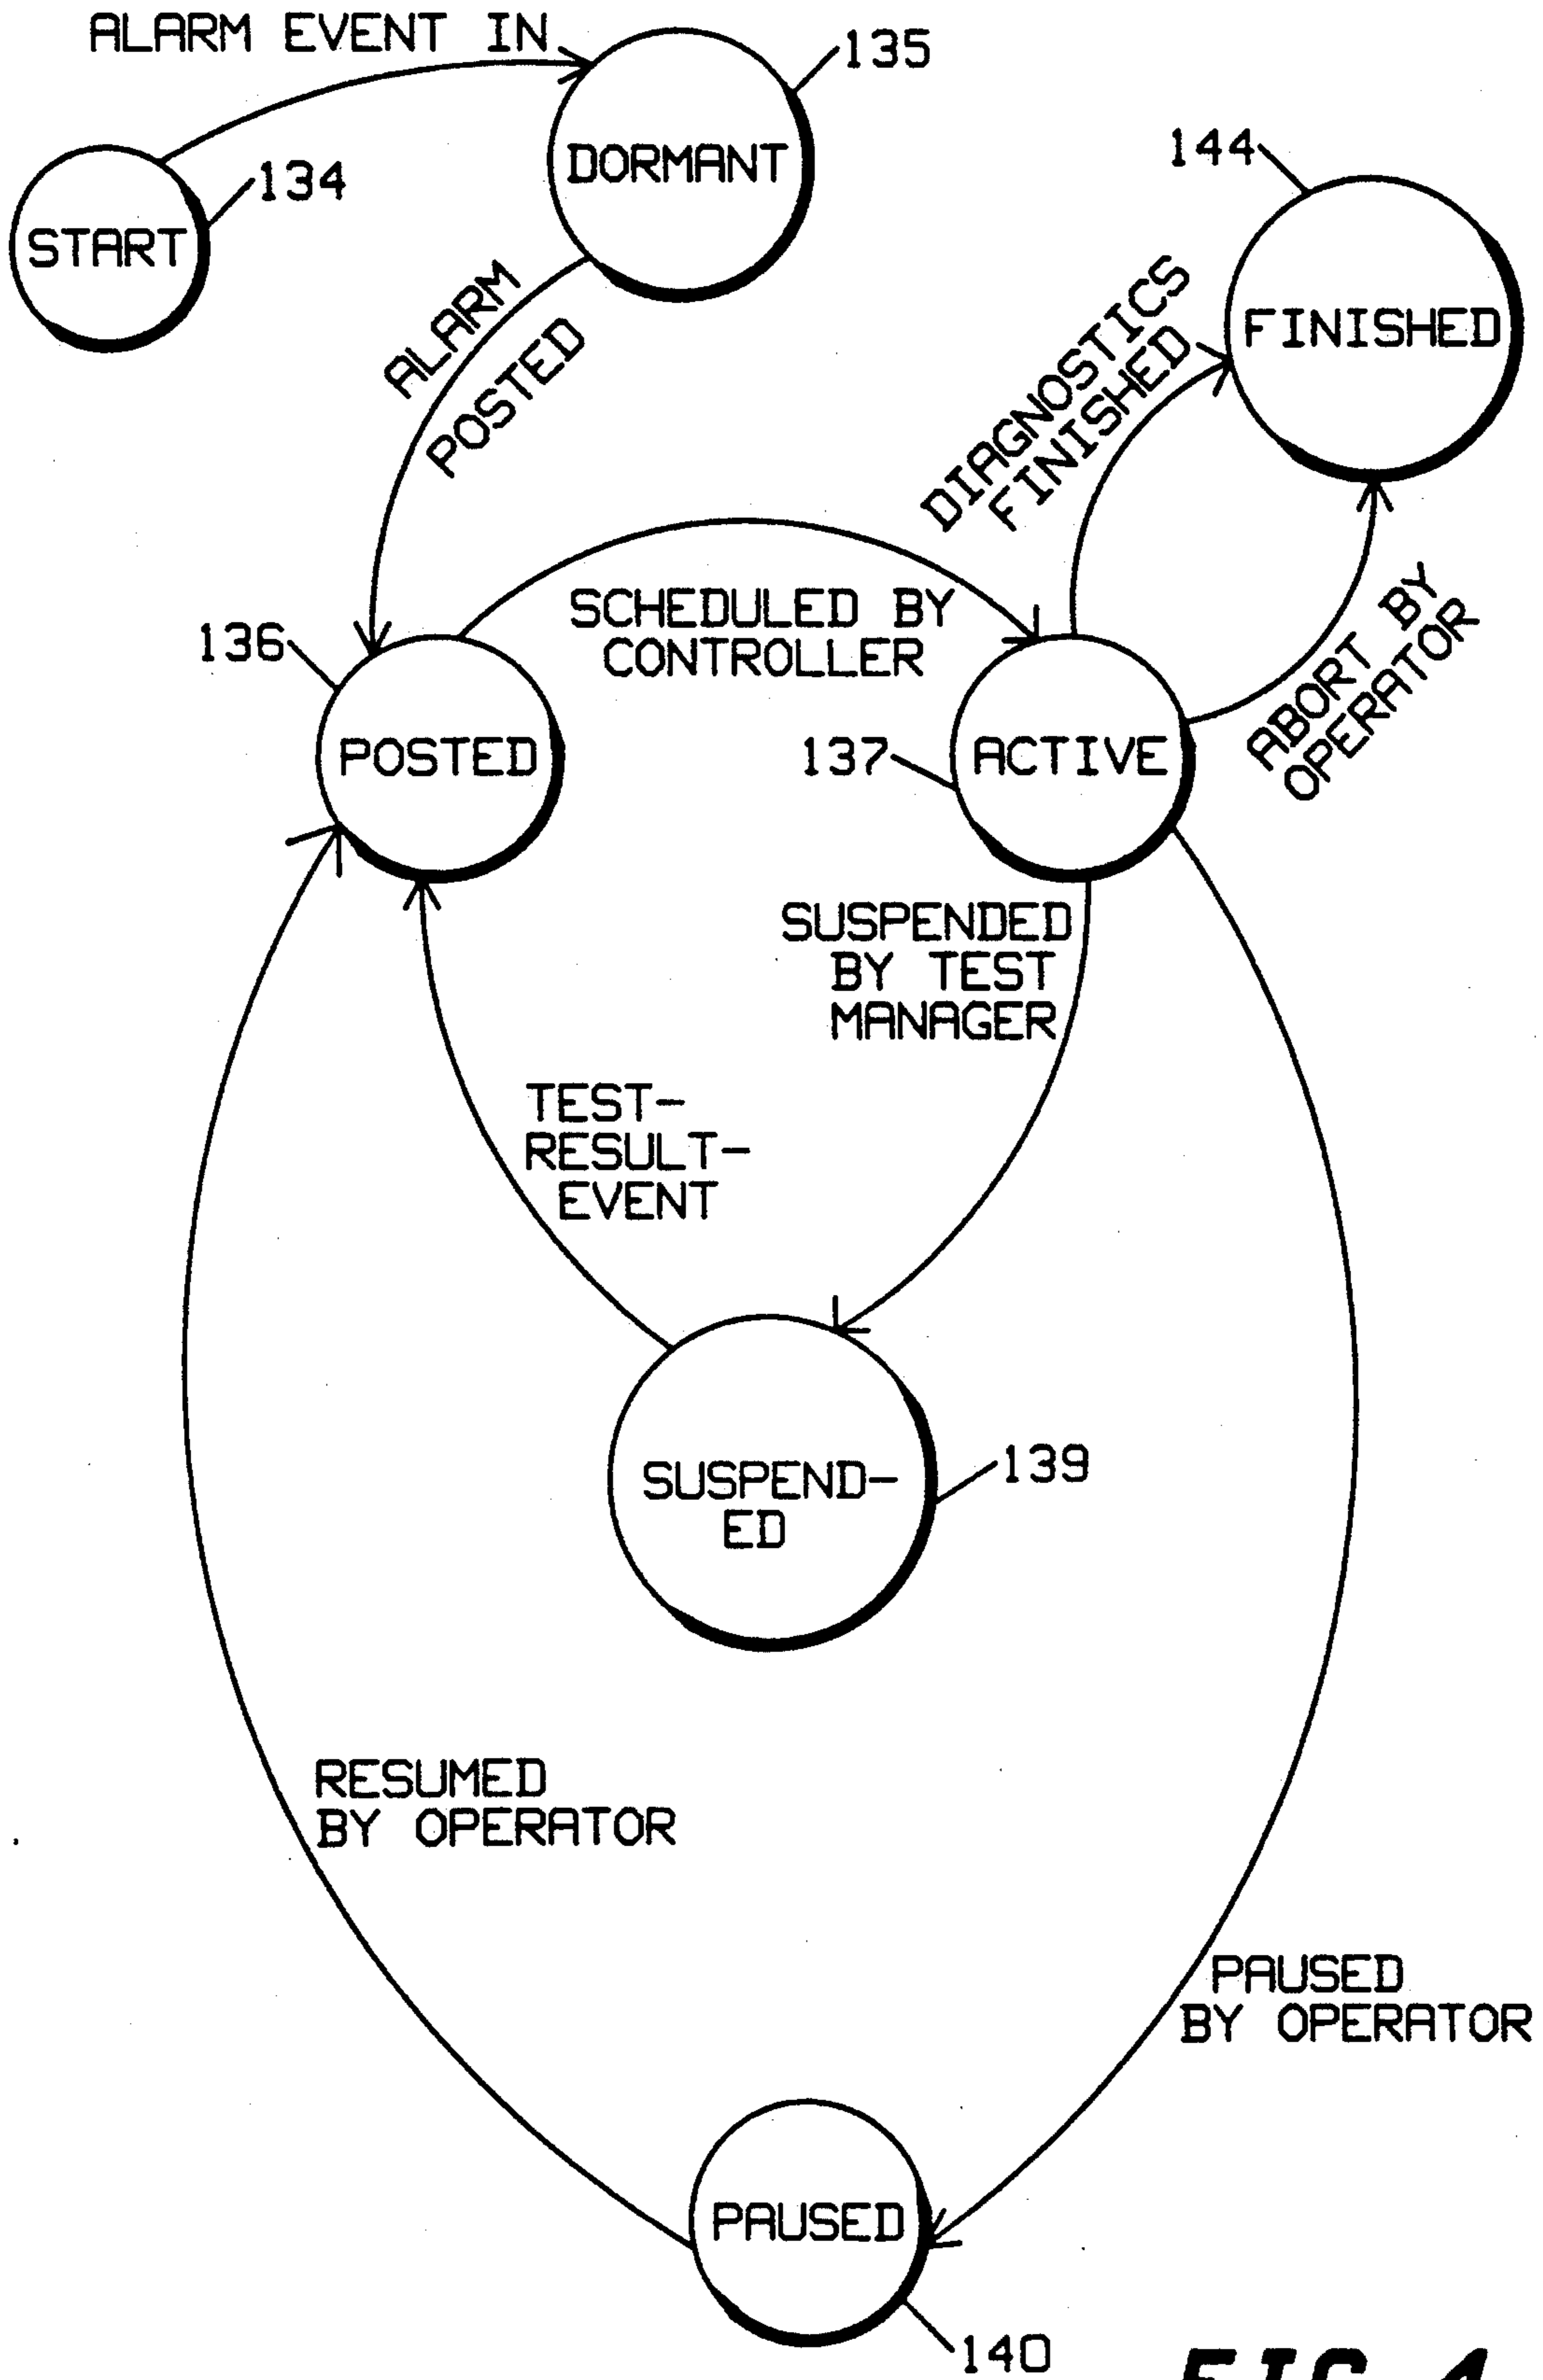 ALARM EVENT IN
135
DORMANT
144
134
START
FINISHED
ALARM
POSTED
DIAGNOSTICS
FINISHED
SCHEDULED BY
CONTROLLER
ABORT BY
OPERATOR
136
POSTED
137
ACTIVE
SUSPENDED
BY TEST
MANAGER
TEST-
RESULT-
EVENT
139
SUSPEND-
ED
RESUMED
BY OPERATOR
PAUSED
BY OPERATOR
PAUSED
140